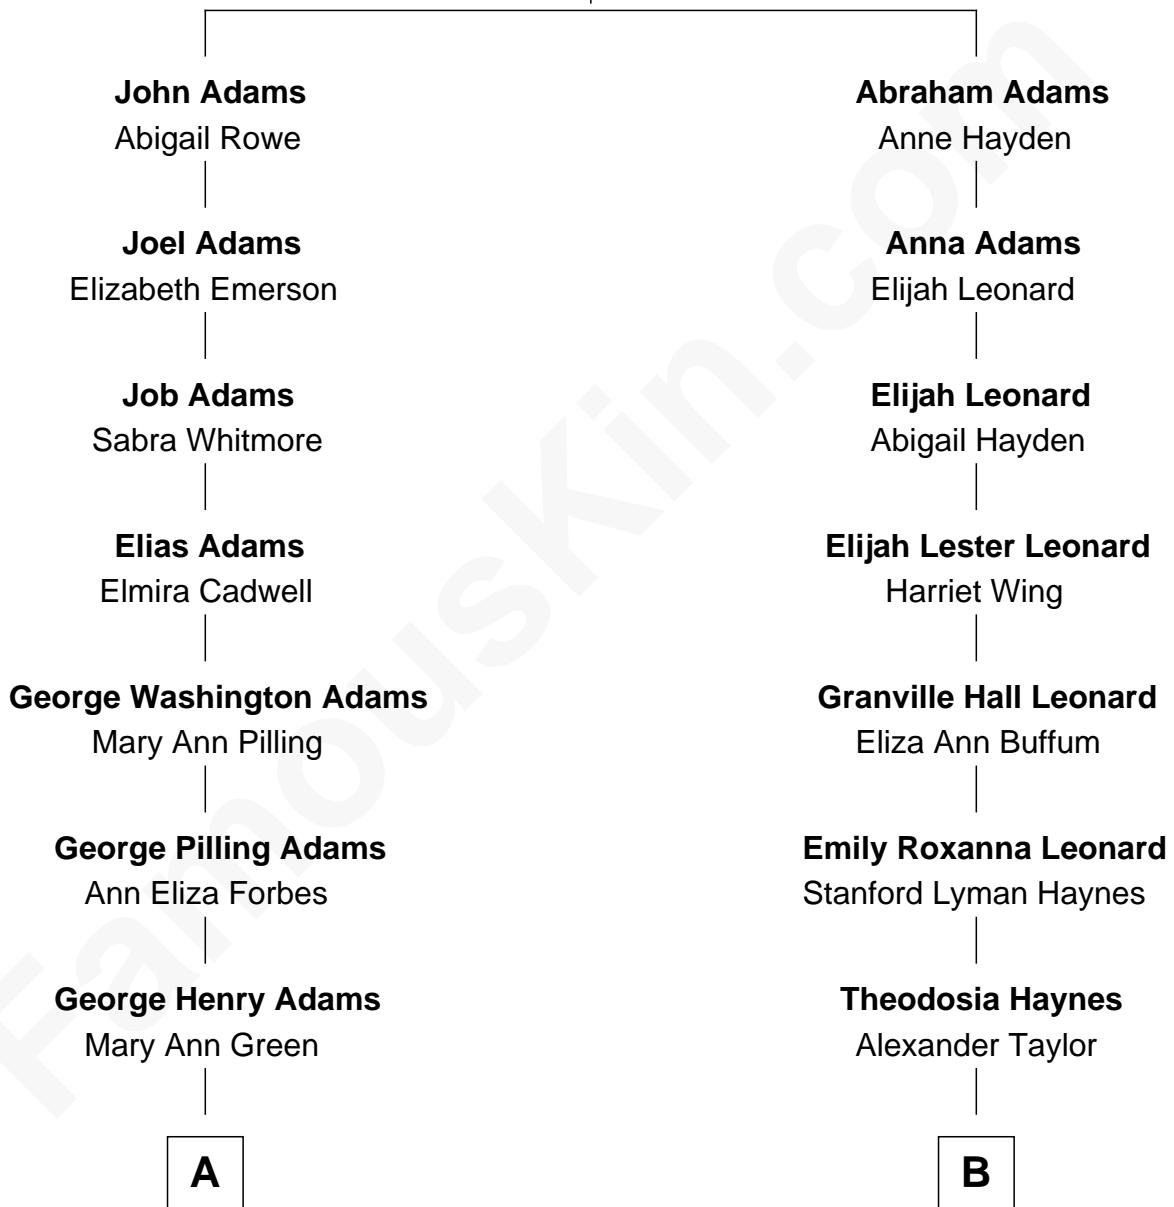 John Adams
Abigail Rowe
Joel Adams
Elizabeth Emerson
Job Adams
Sabra Whitmore
Elias Adams
Elmira Cadwell
George Washington Adams
Mary Ann Pilling
George Pilling Adams
Ann Eliza Forbes
George Henry Adams
Mary Ann Green
A
Abraham Adams
Anne Hayden
Anna Adams
Elijah Leonard
Elijah Leonard
Abigail Hayden
Elijah Lester Leonard
Harriet Wing
Granville Hall Leonard
Eliza Ann Buffum
Emily Roxanna Leonard
Stanford Lyman Haynes
Theodosia Haynes
Alexander Taylor
B
FamousKin.com